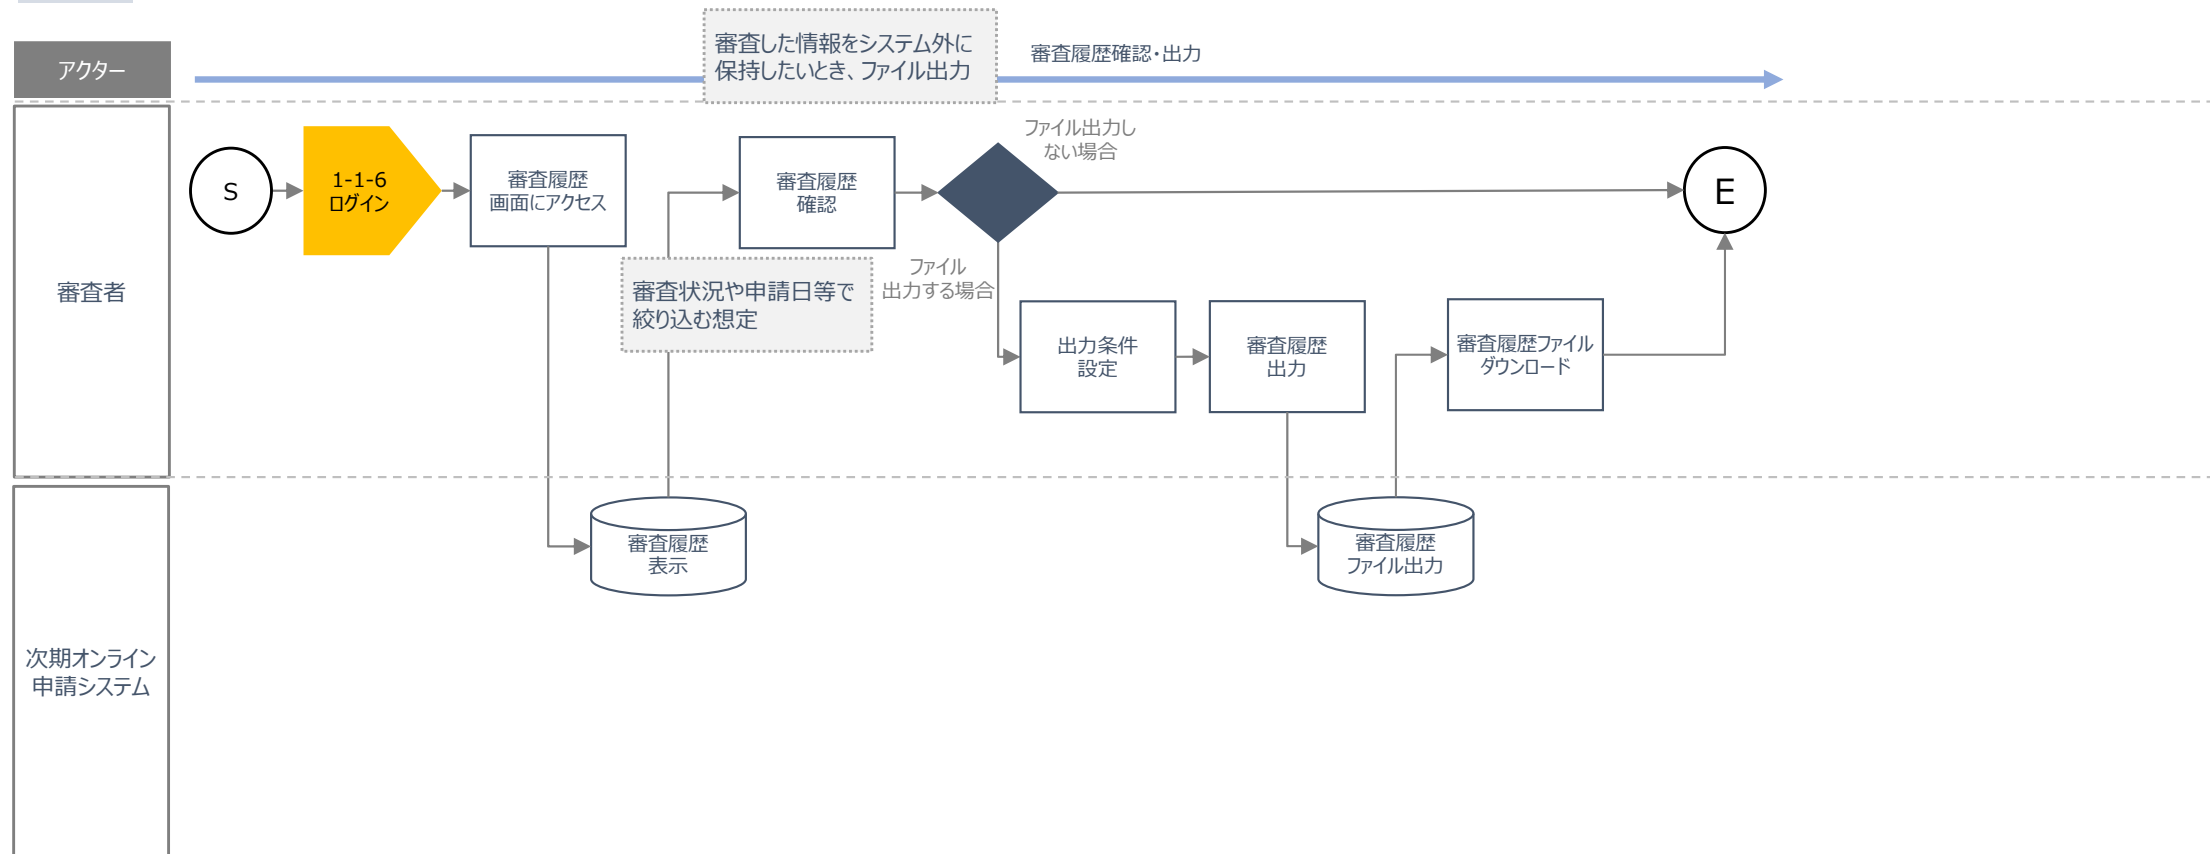 審査した情報をシステム外に
保持したいとき、ファイル出力
審査履歴確認・出力
アクター
審査者
S
1-1-6
ログイン
審査履歴
画面にアクセス
審査履歴
確認
ファイル出力し
ない場合
E
審査状況や申請日等で
絞り込む想定
ファイル
出力する場合
出力条件
設定
審査履歴
出力
審査履歴ファイル
ダウンロード
次期オンライン
申請システム
審査履歴
表示
審査履歴
ファイル出力